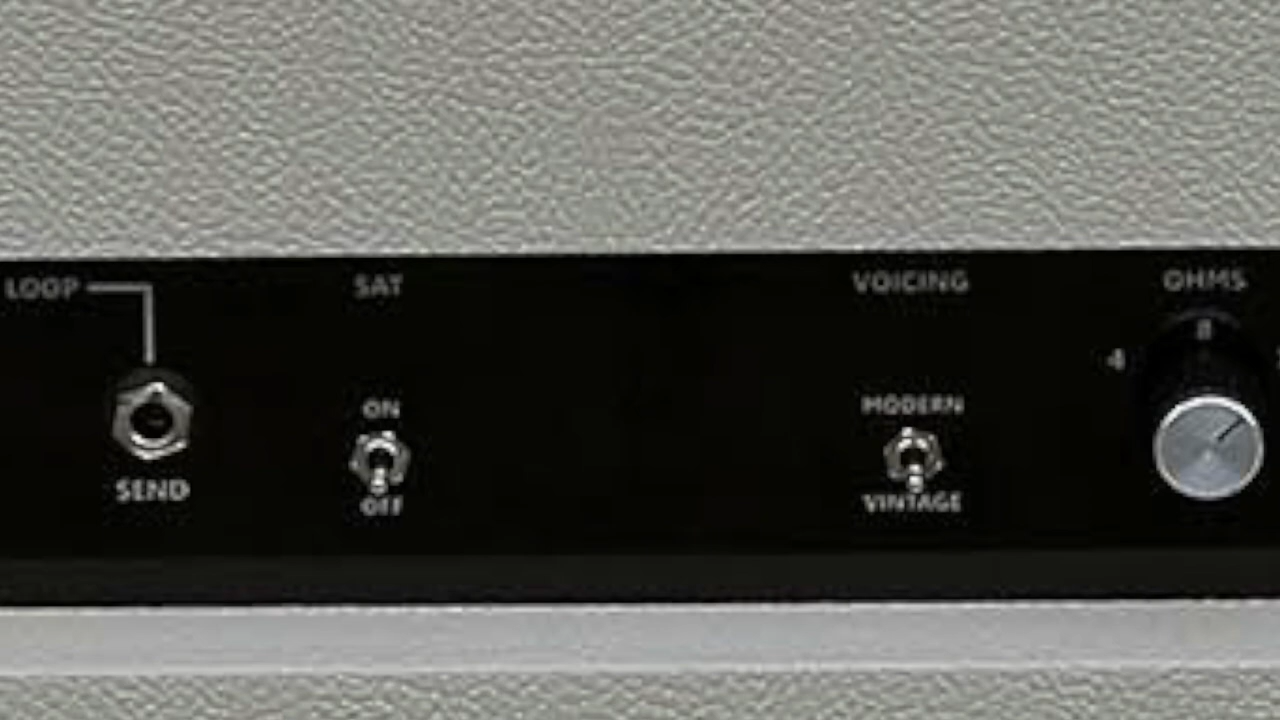 LOOP
SAT
VOICING
OHMS
8
4
ON
MODERN
SEND
OFF
VINTAGE